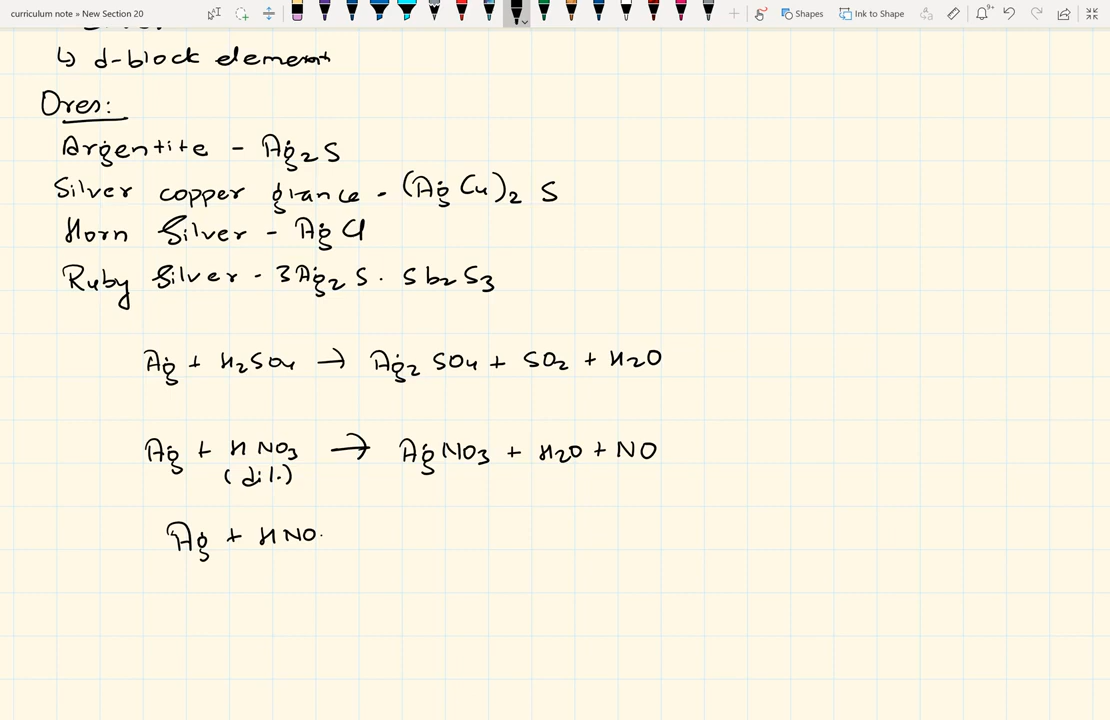 curriculum note » New Section 20
Shapes
Ink to Shape
9+
↳ d-block element
Ores:
Argentite - Ag2S
Silver copper glance - (AgCu)2 S
Horn Silver - AgCl
Ruby Silver - 3Ag2S. Sb2S3
Ag + H2SO4 → Ag2SO4 + SO2 + H2O
Ag + HNO3 → AgNO3 + H2O + NO
(dil.)
Ag + HNO